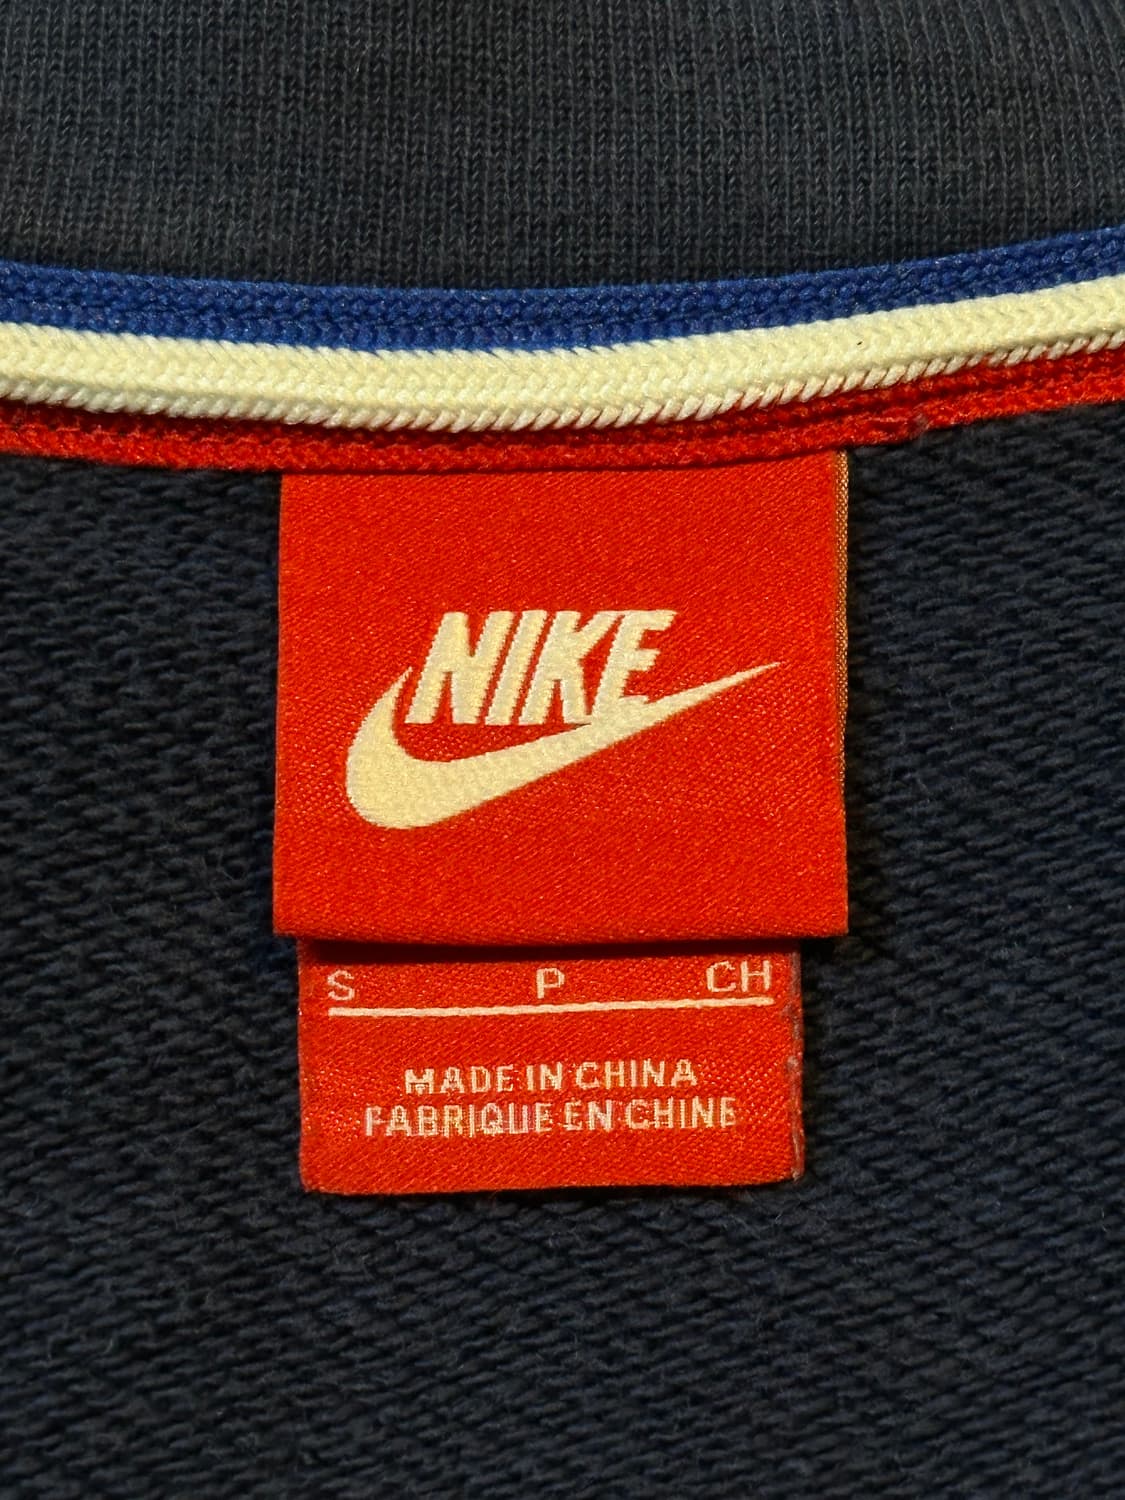 NIKE
S P CH
MADE IN CHINA
FABRIQUE EN CHINE